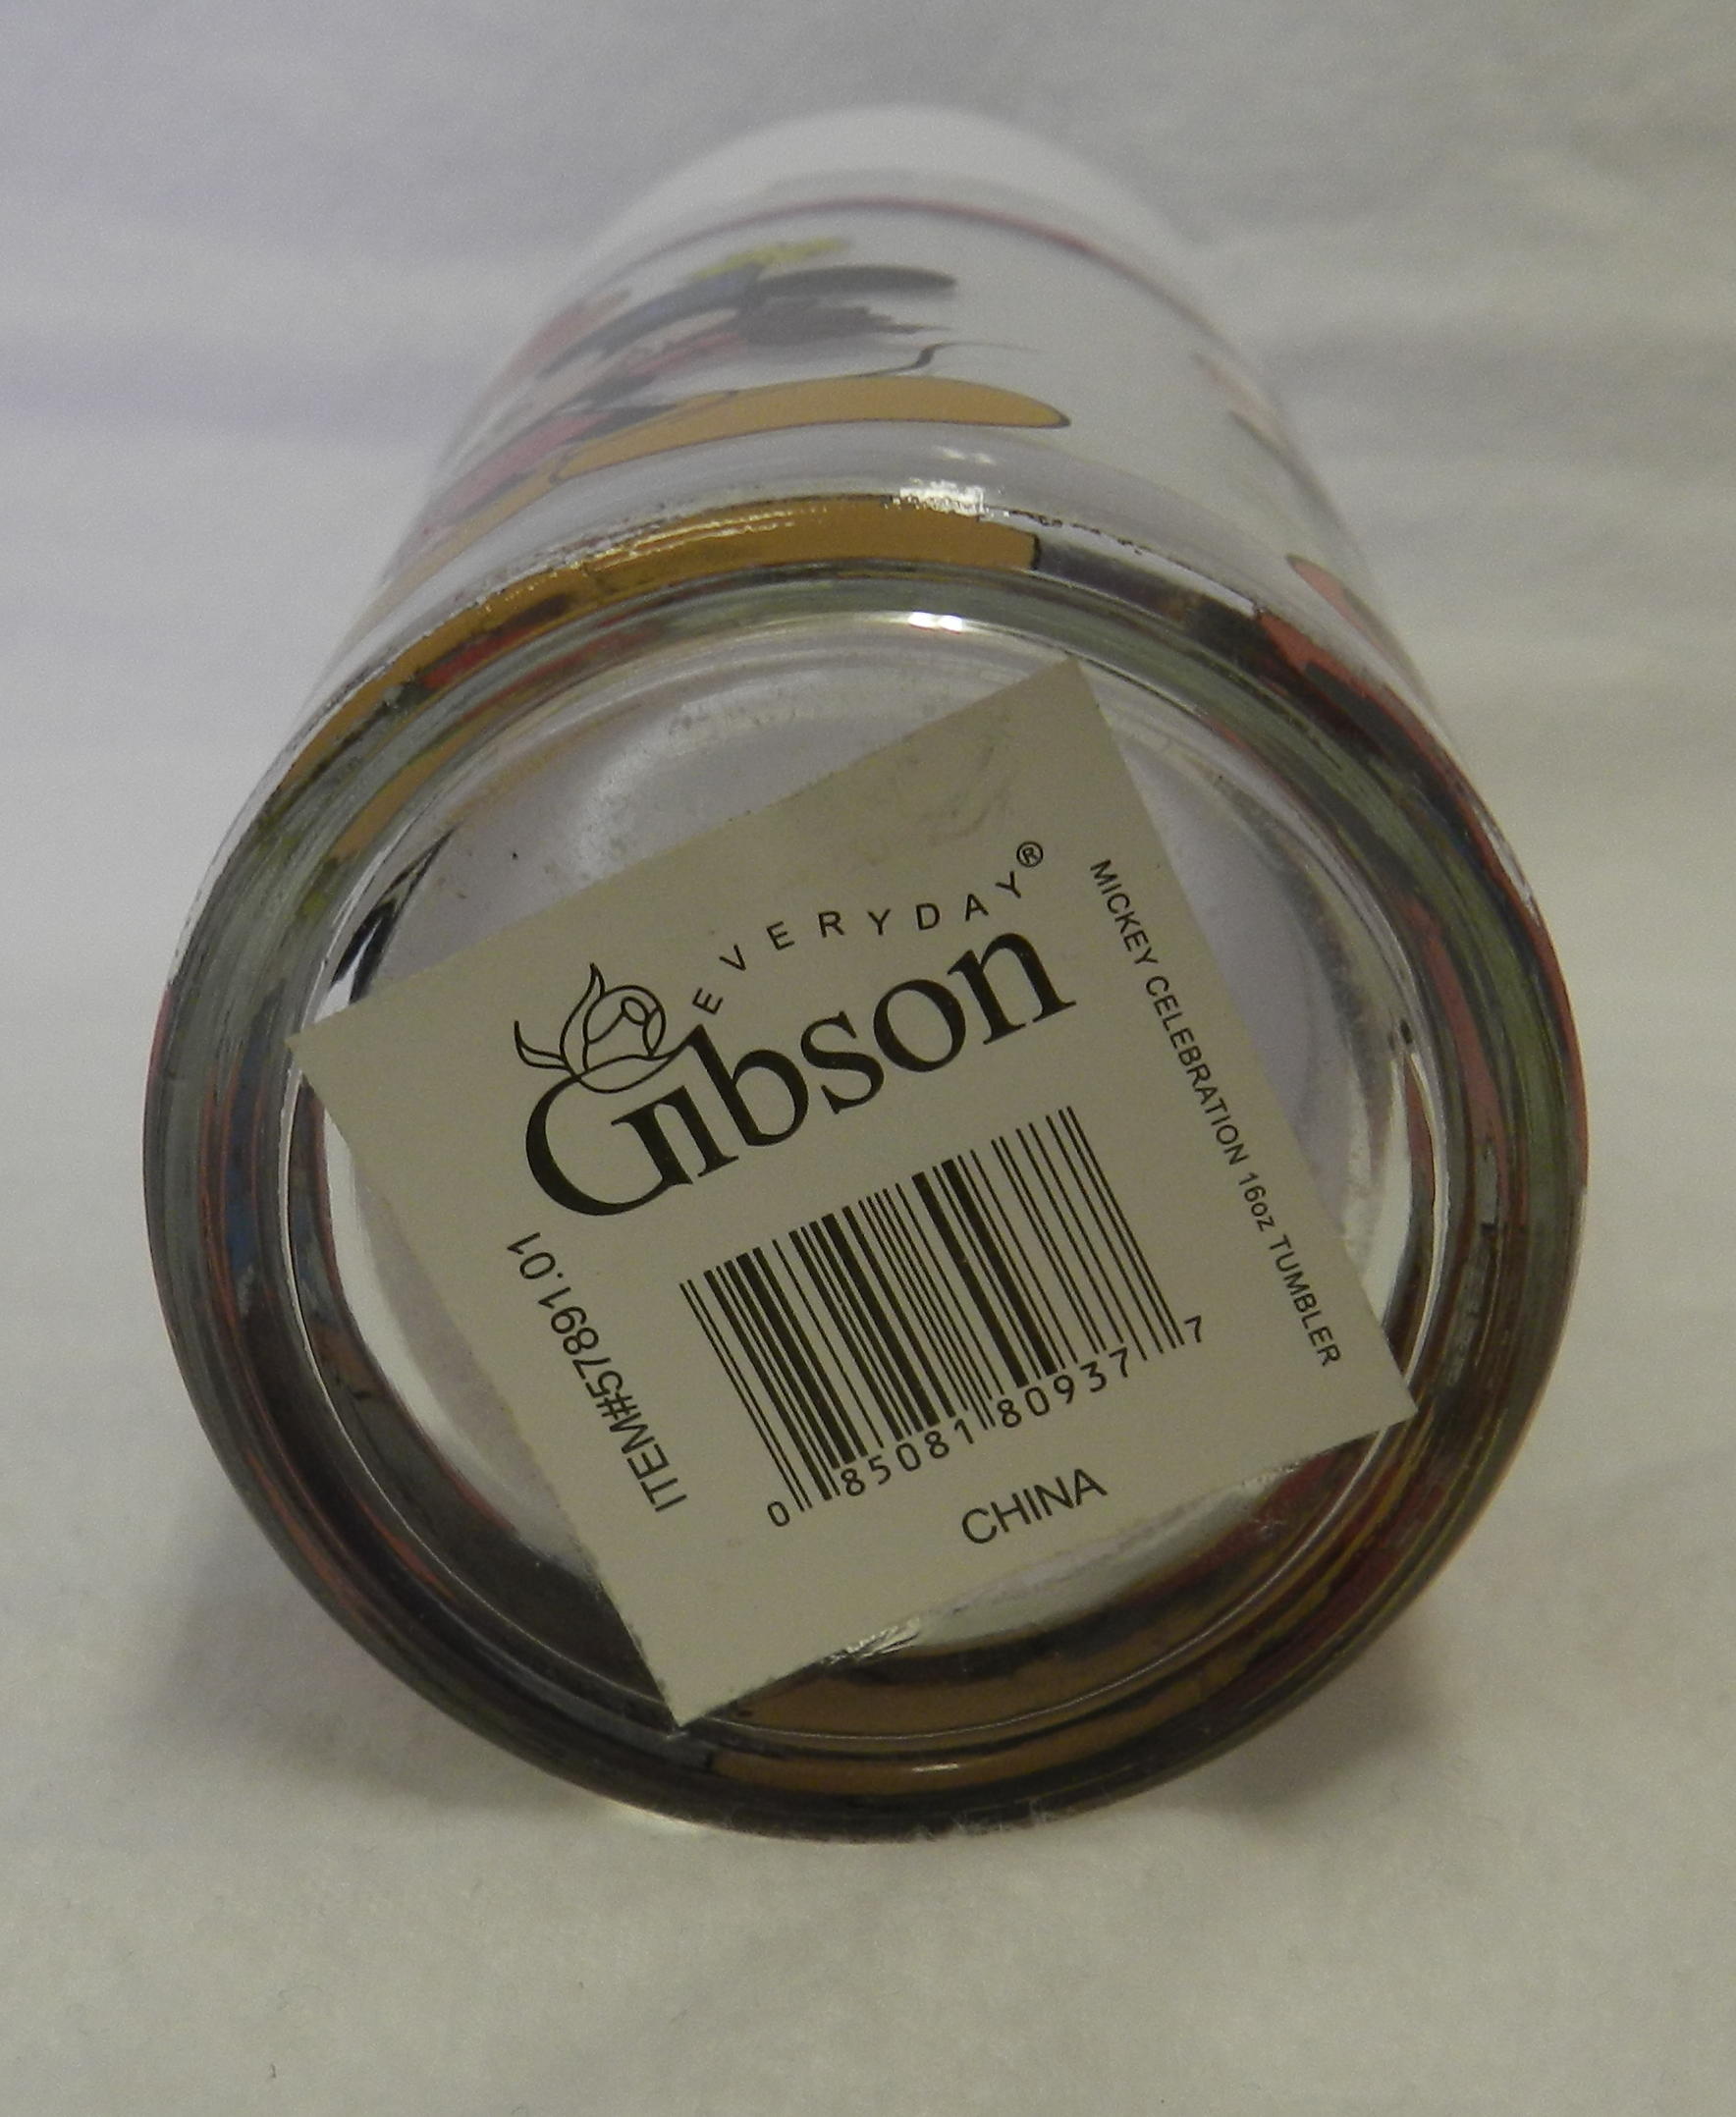 EVERYDAY®
Gibson
MICKEY CELEBRATION 16oz TUMBLER
ITEM#57891.01
0 85081 80937 7
CHINA